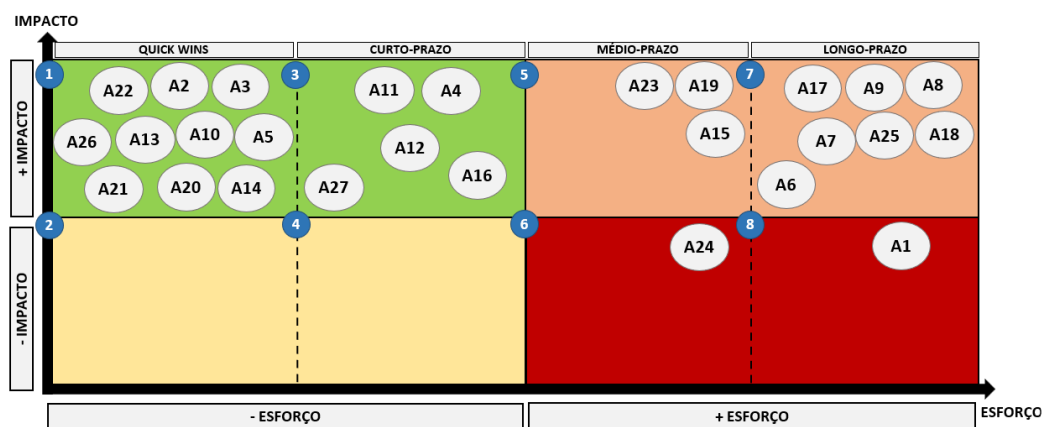 IMPACTO
QUICK WINS
CURTO-PRAZO
MÉDIO-PRAZO
LONGO-PRAZO
+ IMPACTO
1
3
5
7
A22 A2 A3
A11 A4
A23 A19
A17 A9 A8
A26 A13 A10 A5
A12
A15
A7 A25 A18
A21 A20 A14
A27 A16
A6
- IMPACTO
2
4
6
8
A24
A1
- ESFORÇO
+ ESFORÇO
ESFORÇO